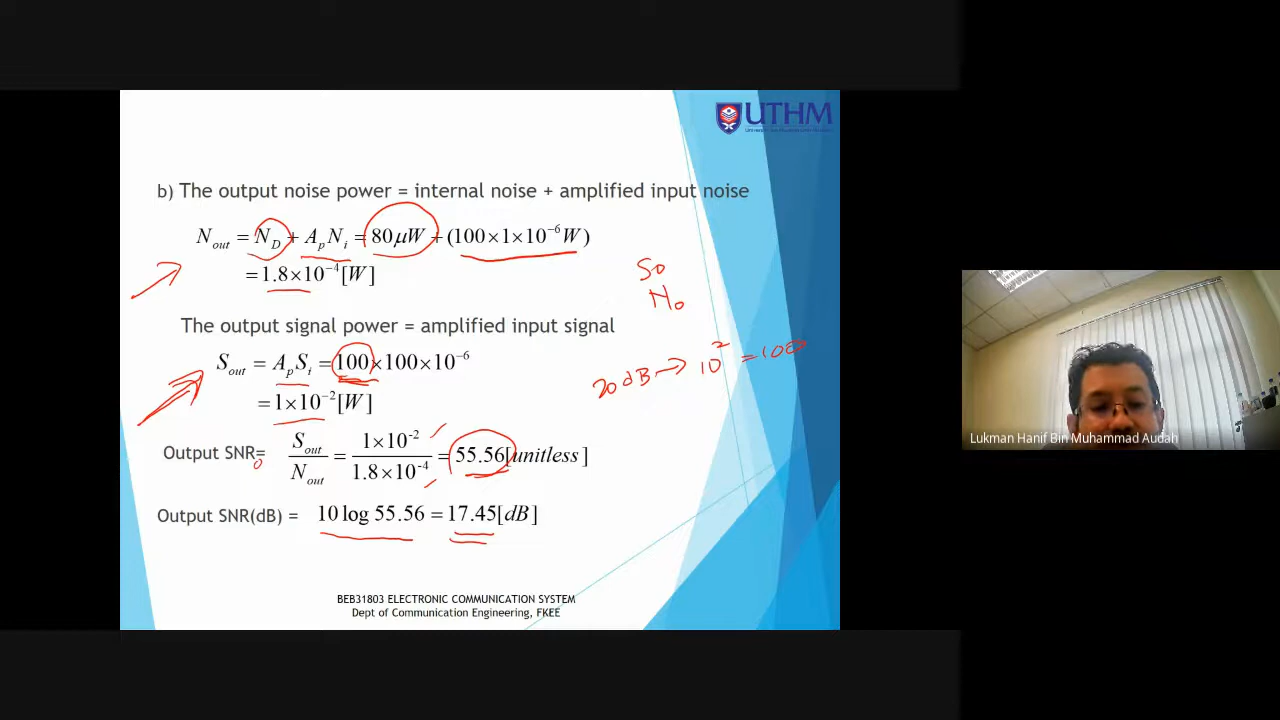 UTHM
b) The output noise power = internal noise + amplified input noise
N_out = N_D + A_p N_i = 80μW + (100×1×10^-6 W)
= 1.8×10^-4 [W]
So
No
The output signal power = amplified input signal
S_out = A_p S_i = 100×100×10^-6
20 dB → 10^2 = 100
= 1×10^-2 [W]
Output SNR= S_out / N_out = 1×10^-2 / 1.8×10^-4 = 55.56[unitless]
o
Output SNR(dB) = 10 log 55.56 = 17.45[dB]
Lukman Hanif Bin Muhammad Audah
BEB31803 ELECTRONIC COMMUNICATION SYSTEM
Dept of Communication Engineering, FKEE